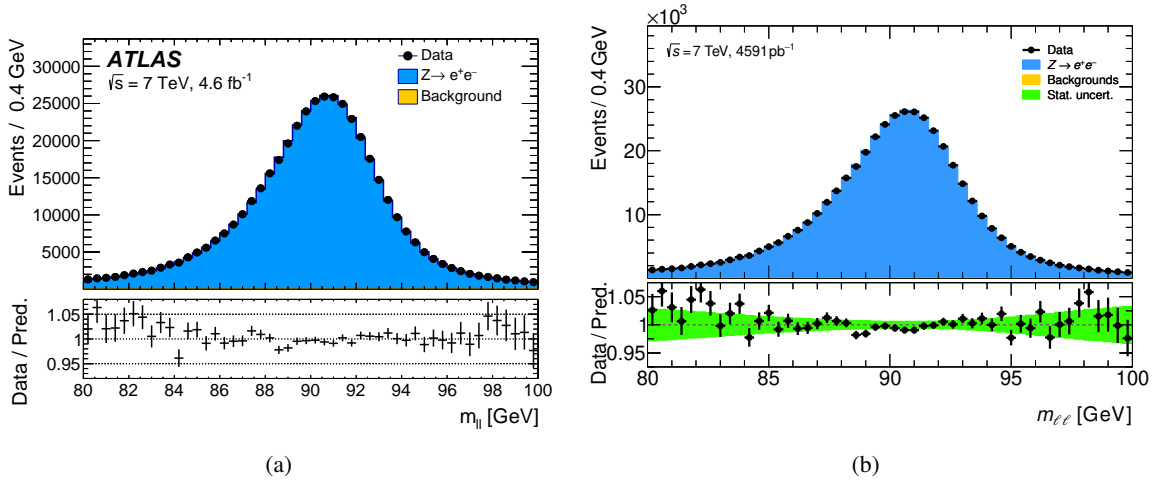 ATLAS
√s = 7 TeV, 4.6 fb⁻¹
Data
Z→ e⁺e⁻
Background
Events / 0.4 GeV
30000
25000
20000
15000
10000
5000
Data / Pred.
1.05
1
0.95
80 82 84 86 88 90 92 94 96 98 100
m_ll [GeV]
(a)
×10³
√s = 7 TeV, 4591 pb⁻¹
Data
Z → e⁺e⁻
Backgrounds
Stat. uncert.
Events / 0.4 GeV
40
20
10
30
Data / Pred.
1.05
1.00
0.95
80 85 90 95 100
m_ℓℓ [GeV]
(b)